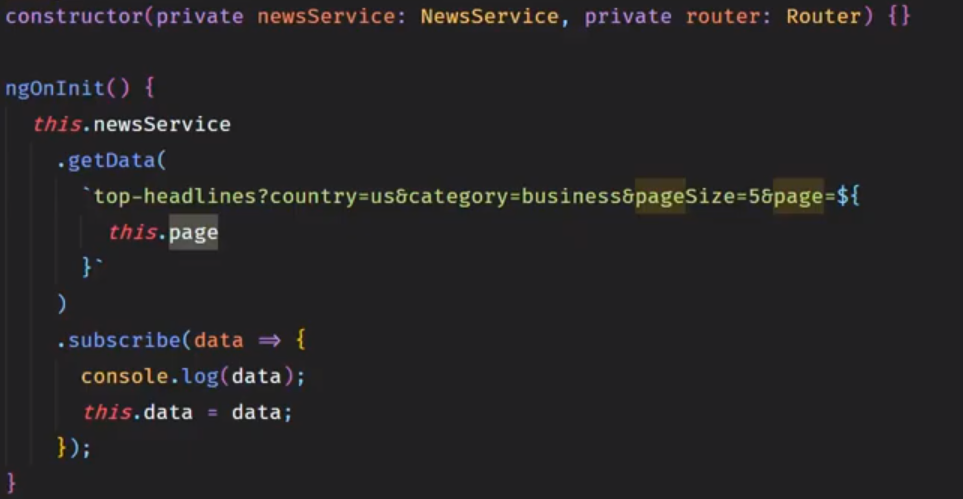 constructor(private newsService: NewsService, private router: Router) {}
ngOnInit() {
this.newsService
.getData(
`top-headlines?country=us&category=business&pageSize=5&page=${
this.page
}`
)
.subscribe(data => {
console.log(data);
this.data = data;
});
}